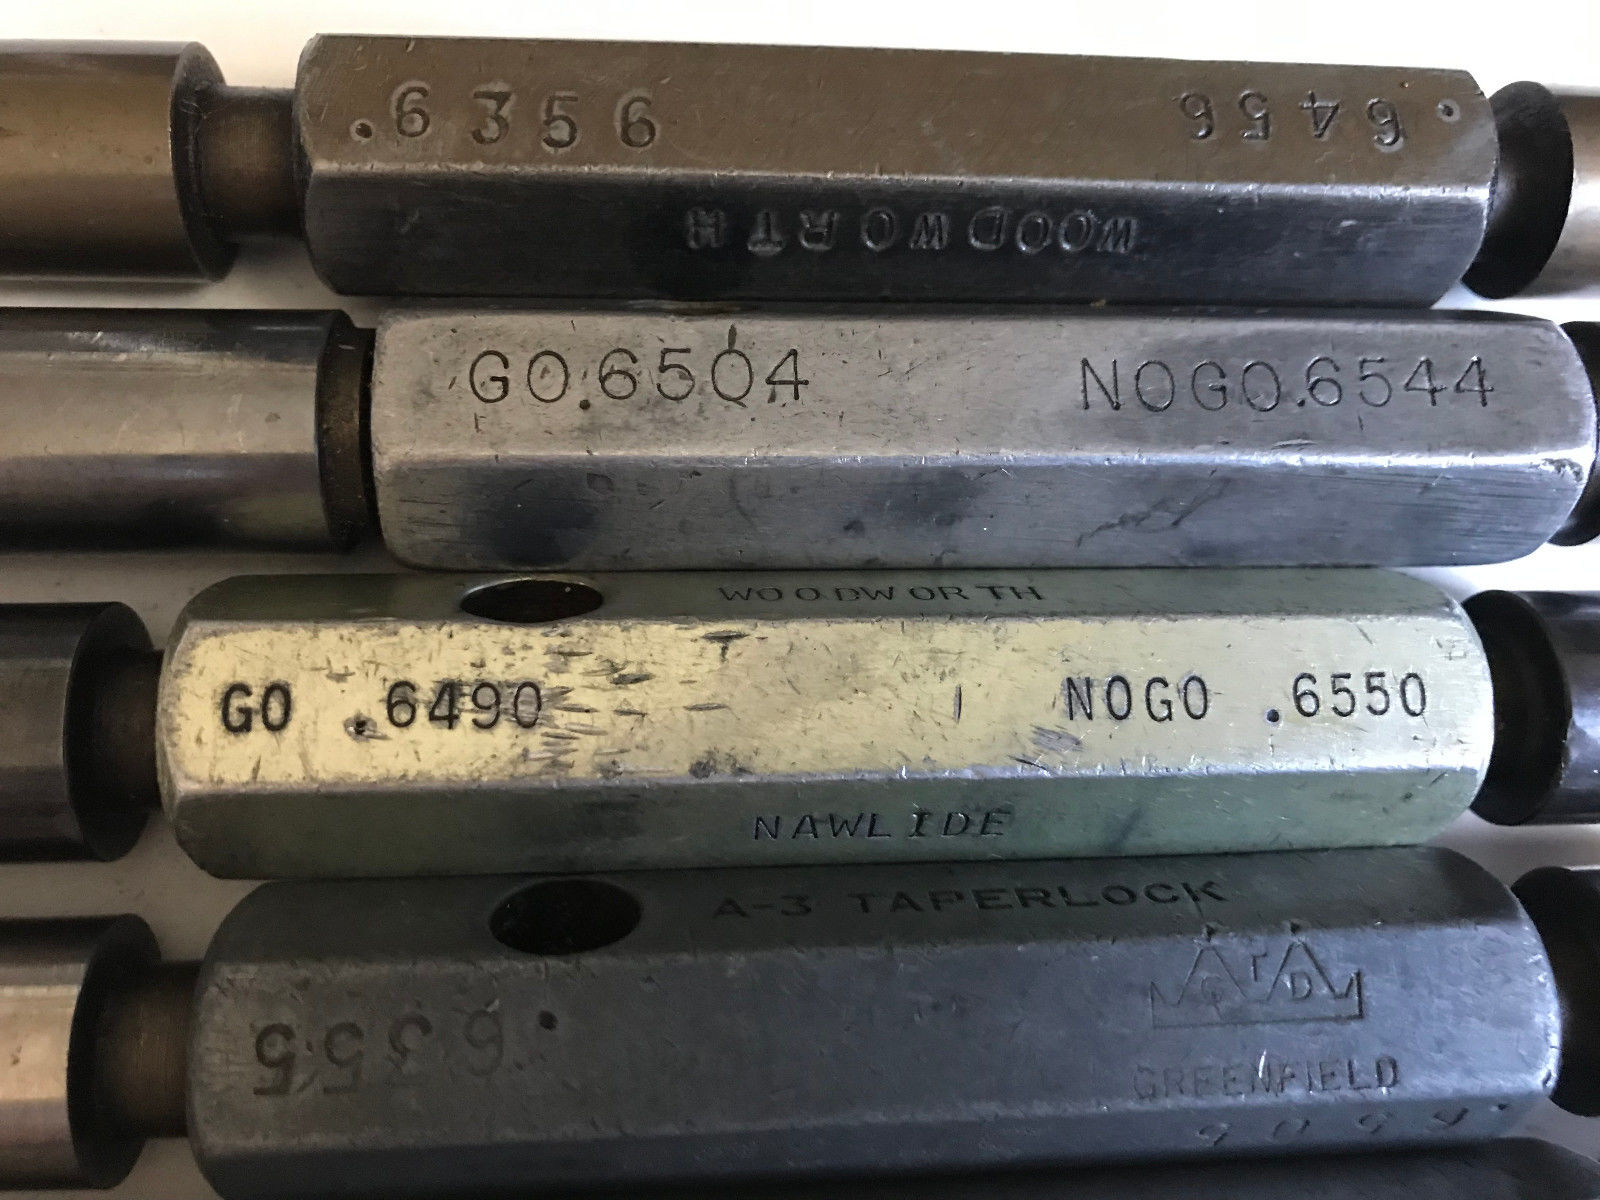 .6356
.6456
WOODWORTH
GO.6504 NOGO.6544
WOODWORTH
GO .6490 NOGO .6550
NAWLIDE
A-3 TAPERLOCK
GTD
.6355
GREENFIELD